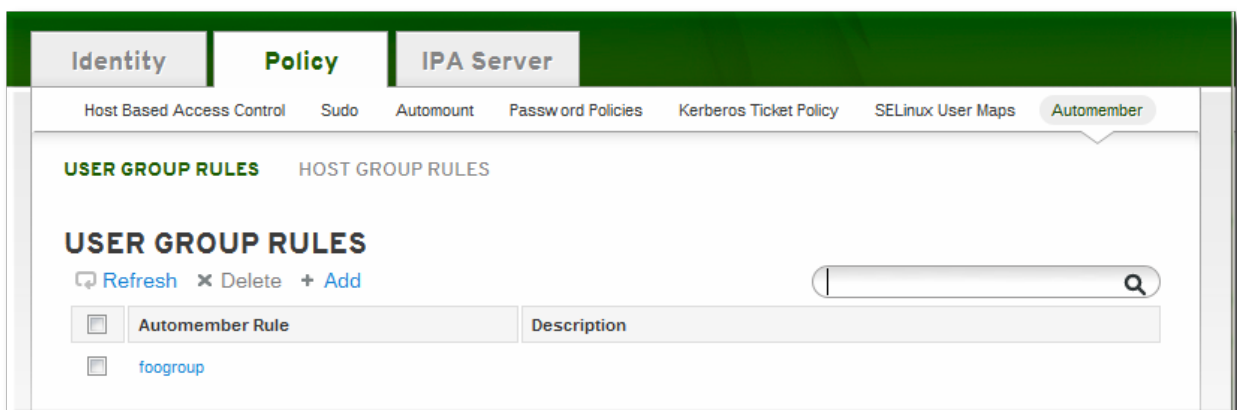 Identity Policy IPA Server
Host Based Access Control Sudo Automount Password Policies Kerberos Ticket Policy SELinux User Maps Automember
USER GROUP RULES HOST GROUP RULES
USER GROUP RULES
Refresh Delete Add
Automember Rule Description
foogroup